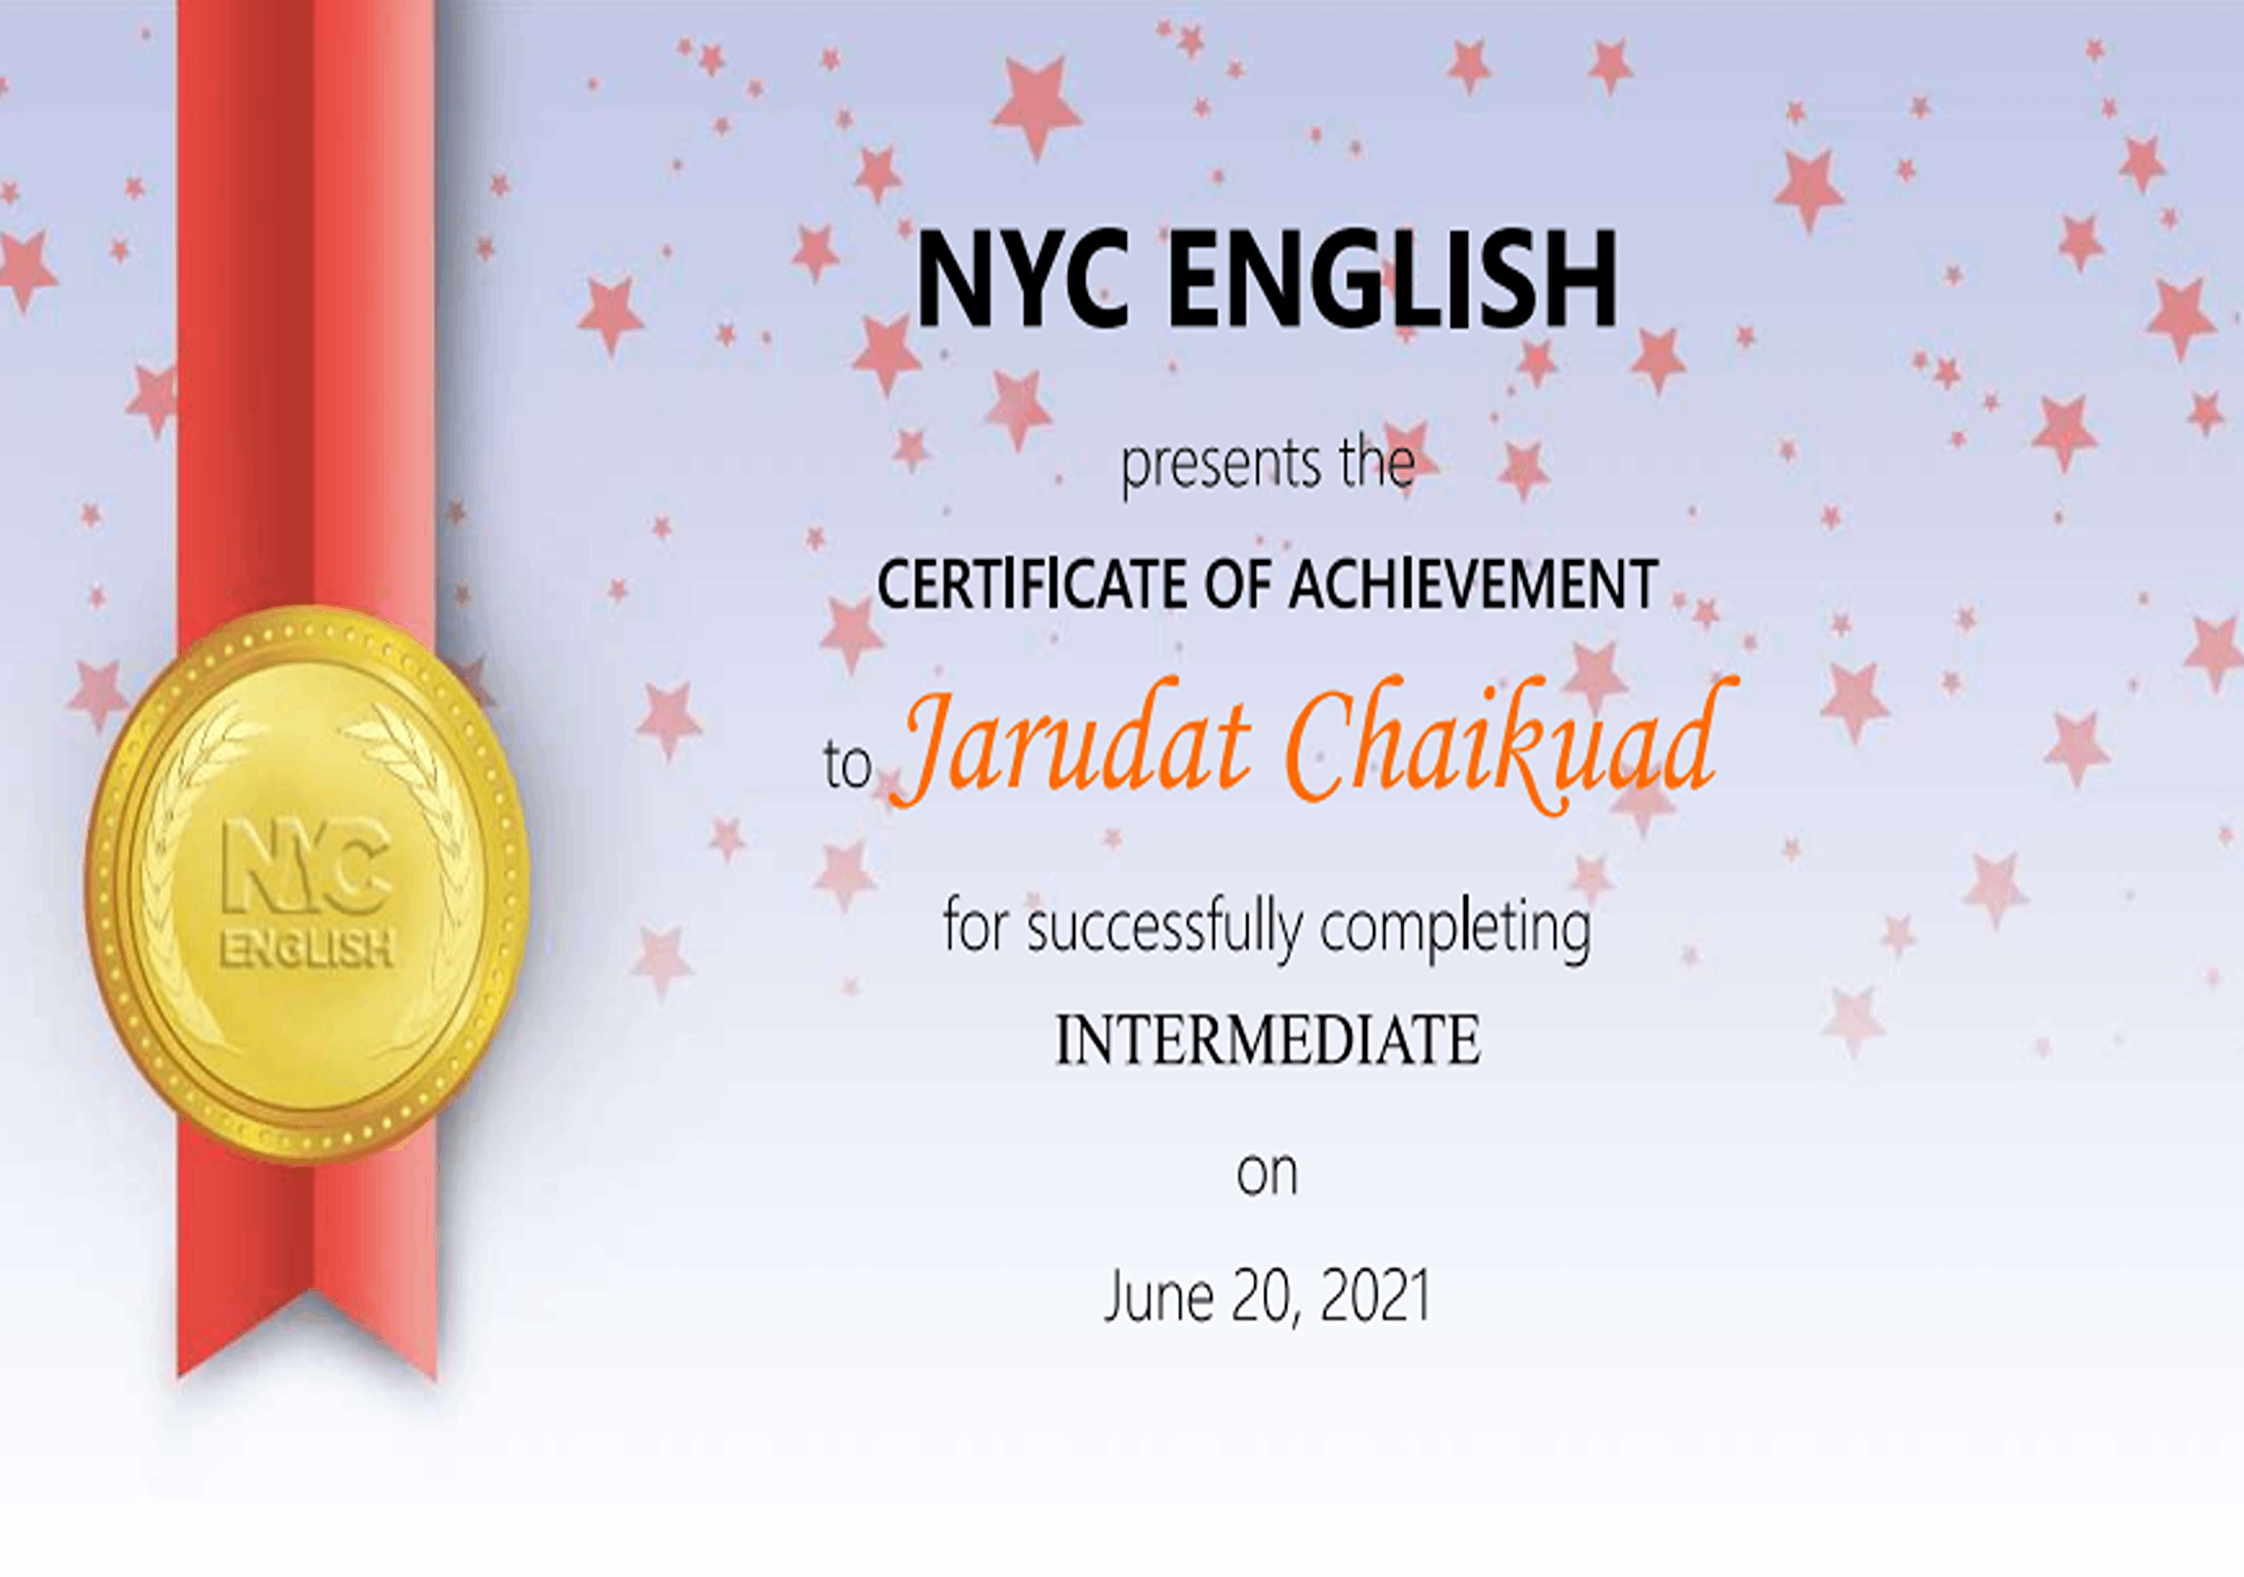 NYC ENGLISH
presents the
CERTIFICATE OF ACHIEVEMENT
to Jarudat Chaikuad
for successfully completing
INTERMEDIATE
on
June 20, 2021
NYC
ENGLISH